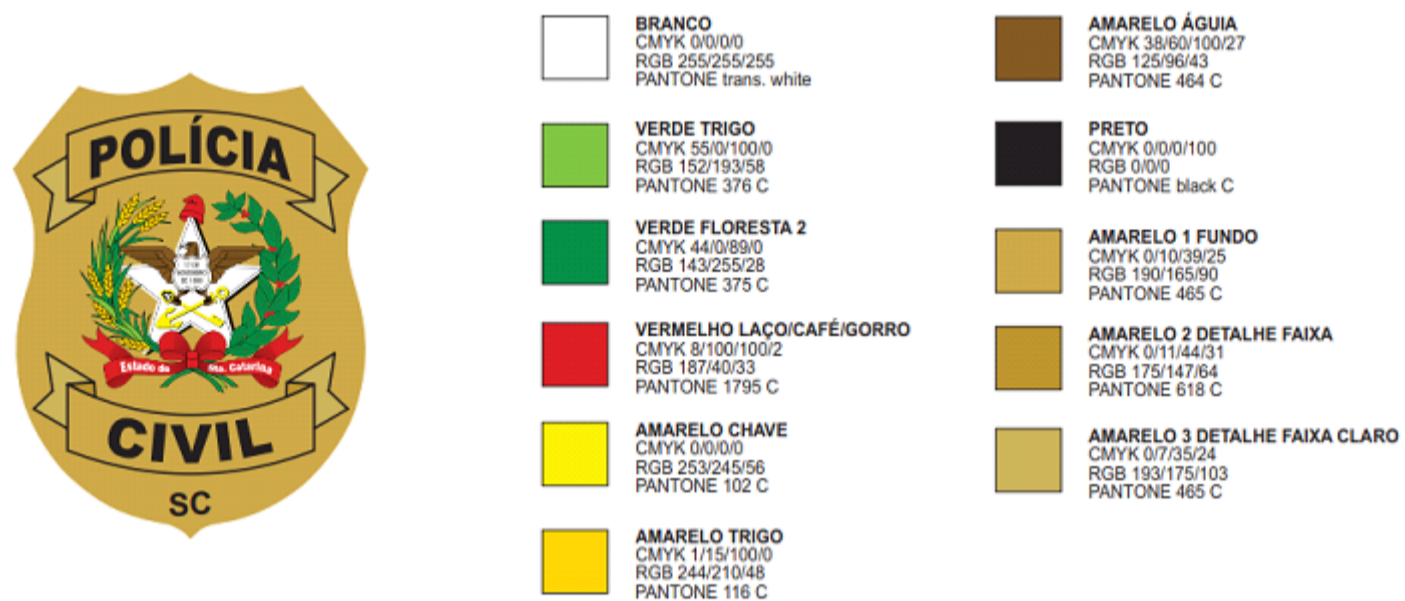 POLÍCIA
Estado de Sta. Catarina
CIVIL
SC
BRANCO
CMYK 0/0/0/0
RGB 255/255/255
PANTONE trans. white
VERDE TRIGO
CMYK 55/0/100/0
RGB 152/193/58
PANTONE 376 C
VERDE FLORESTA 2
CMYK 44/0/89/0
RGB 143/255/28
PANTONE 375 C
VERMELHO LAÇO/CAFÉ/GORRO
CMYK 8/100/100/2
RGB 187/40/33
PANTONE 1795 C
AMARELO CHAVE
CMYK 0/0/0/0
RGB 253/245/56
PANTONE 102 C
AMARELO TRIGO
CMYK 1/15/100/0
RGB 244/210/48
PANTONE 116 C
AMARELO ÁGUIA
CMYK 38/60/100/27
RGB 125/96/43
PANTONE 464 C
PRETO
CMYK 0/0/0/100
RGB 0/0/0
PANTONE black C
AMARELO 1 FUNDO
CMYK 0/10/39/25
RGB 190/165/90
PANTONE 465 C
AMARELO 2 DETALHE FAIXA
CMYK 0/11/44/31
RGB 175/147/64
PANTONE 618 C
AMARELO 3 DETALHE FAIXA CLARO
CMYK 0/7/35/24
RGB 193/175/103
PANTONE 465 C